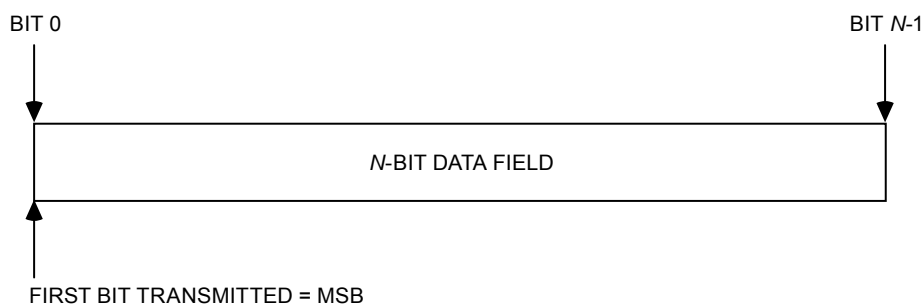 BIT 0
BIT N-1
N-BIT DATA FIELD
FIRST BIT TRANSMITTED = MSB